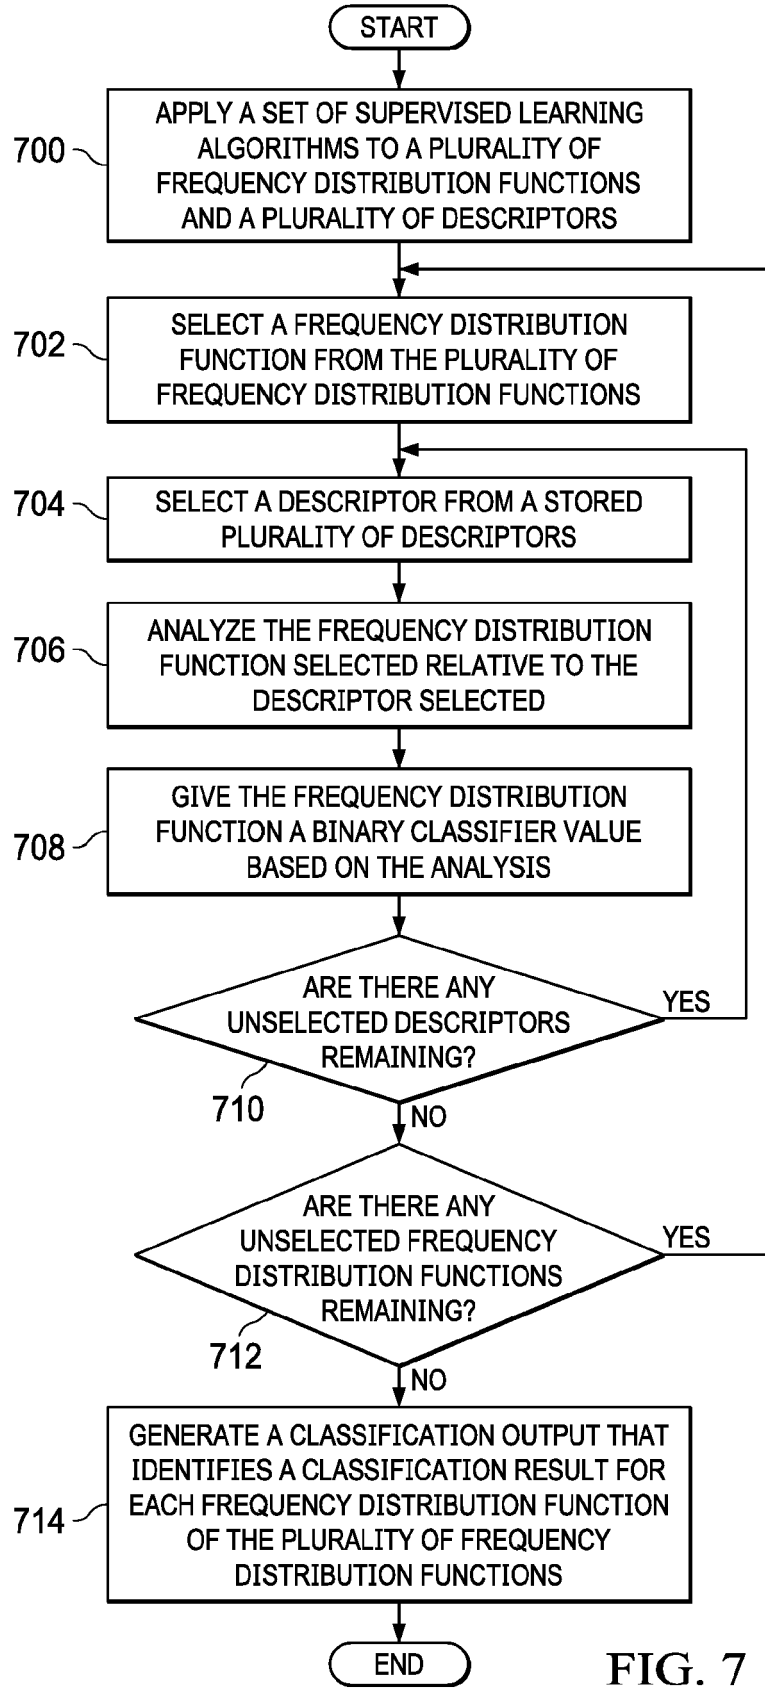 START
700
APPLY A SET OF SUPERVISED LEARNING
ALGORITHMS TO A PLURALITY OF
FREQUENCY DISTRIBUTION FUNCTIONS
AND A PLURALITY OF DESCRIPTORS
702
SELECT A FREQUENCY DISTRIBUTION
FUNCTION FROM THE PLURALITY OF
FREQUENCY DISTRIBUTION FUNCTIONS
704
SELECT A DESCRIPTOR FROM A STORED
PLURALITY OF DESCRIPTORS
706
ANALYZE THE FREQUENCY DISTRIBUTION
FUNCTION SELECTED RELATIVE TO THE
DESCRIPTOR SELECTED
708
GIVE THE FREQUENCY DISTRIBUTION
FUNCTION A BINARY CLASSIFIER VALUE
BASED ON THE ANALYSIS
ARE THERE ANY
UNSELECTED DESCRIPTORS
REMAINING?
YES
710
NO
ARE THERE ANY
UNSELECTED FREQUENCY
DISTRIBUTION FUNCTIONS
REMAINING?
YES
712
NO
714
GENERATE A CLASSIFICATION OUTPUT THAT
IDENTIFIES A CLASSIFICATION RESULT FOR
EACH FREQUENCY DISTRIBUTION FUNCTION
OF THE PLURALITY OF FREQUENCY
DISTRIBUTION FUNCTIONS
END
FIG. 7